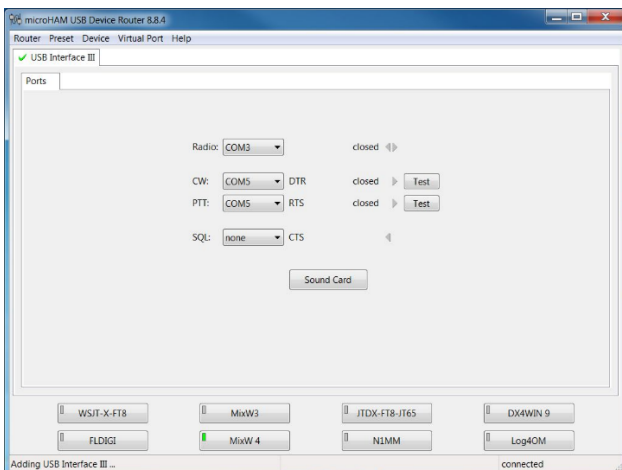 microHAM USB Device Router 8.8.4
Router Preset Device Virtual Port Help
USB Interface III
Ports
Radio: COM3 closed
CW: COM5 DTR closed Test
PTT: COM5 RTS closed Test
SQL: none CTS
Sound Card
WSJT-X-FT8 MixW3 JTDX-FT8-JT65 DX4WIN 9
FLDIGI MixW 4 N1MM Log4OM
Adding USB Interface III ... connected